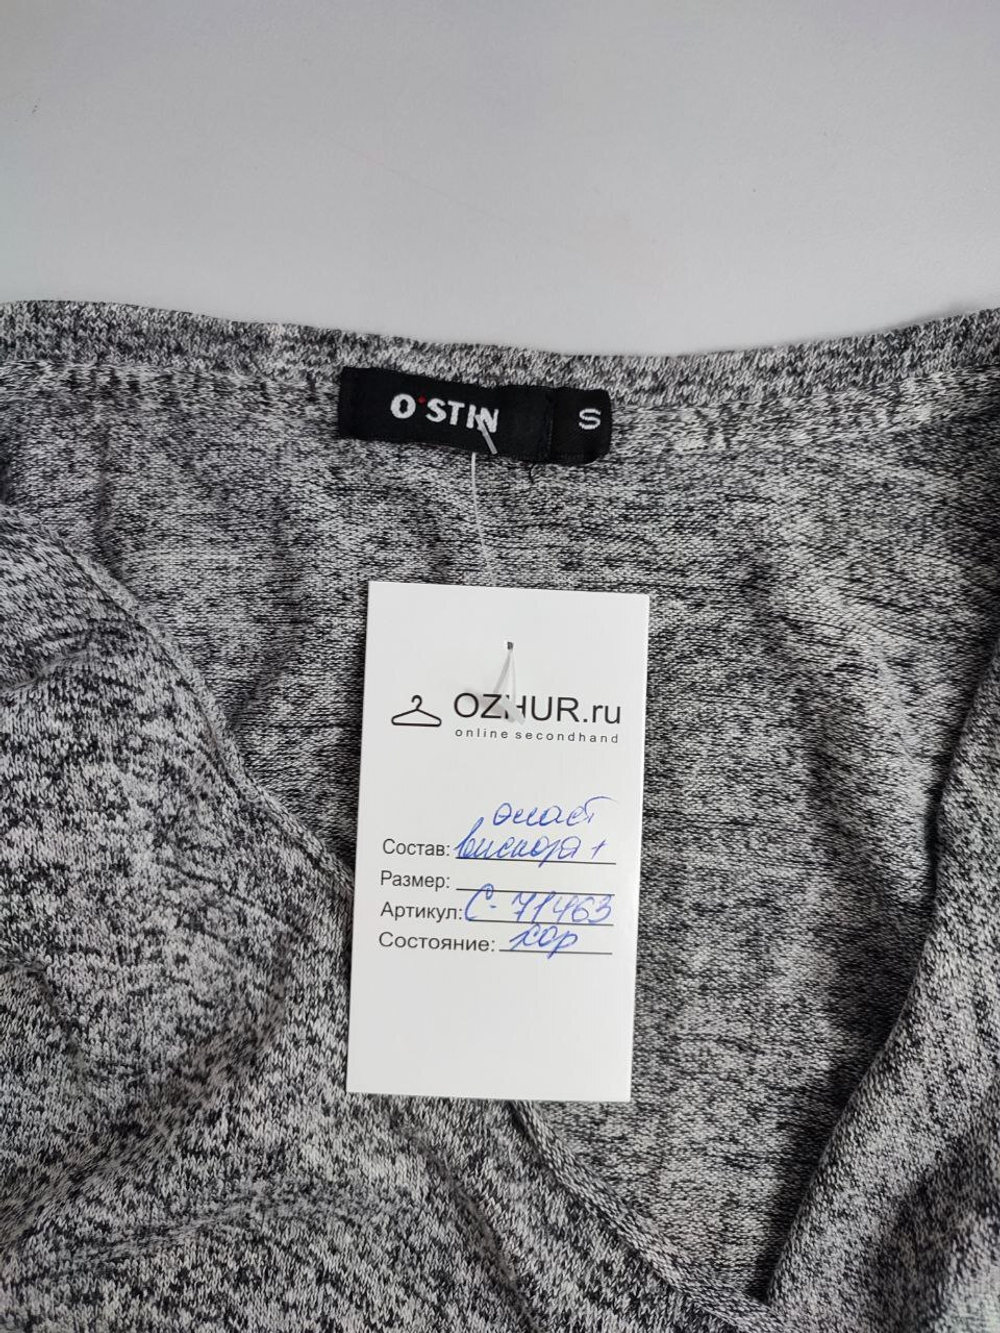 O'STIN S
OZHUR.ru
online secondhand
эласт
Состав: вискоза +
Размер:
Артикул: С-71463
Состояние: хор